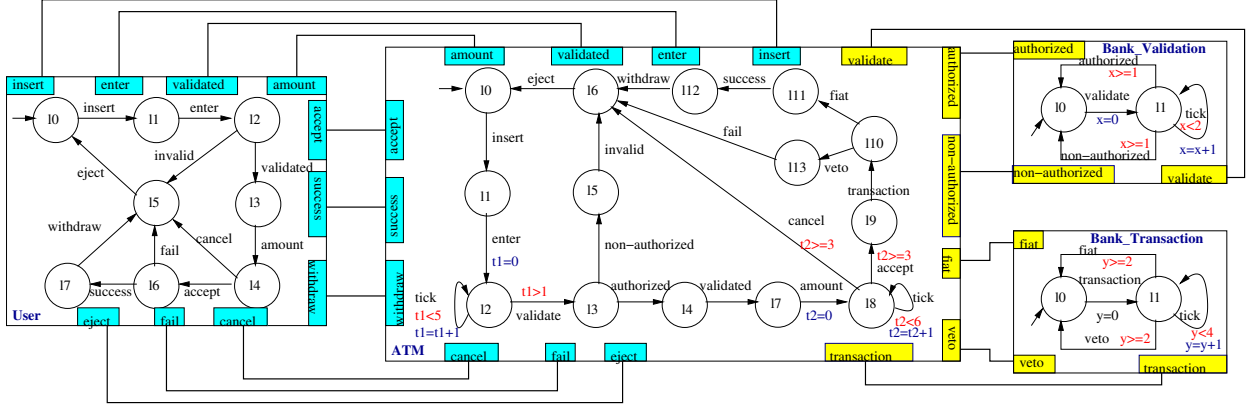 insert
enter
validated
amount
l0
insert
l1
enter
l2
invalid
validated
eject
l5
l3
withdraw
fail
cancel
amount
l7
success
l6
accept
l4
User
eject
fail
cancel
accept
success
withdraw
amount
validated
enter
insert
validate
accept
success
withdraw
l0
eject
l6
withdraw
l12
success
l11
fiat
insert
fail
l10
invalid
l13
veto
l1
l5
transaction
cancel
l9
enter
t1=0
non-authorized
t2>=3
t2>=3
accept
tick
t1<5
t1=t1+1
l2
t1>1
validate
l3
authorized
l4
validated
l7
amount
t2=0
l8
tick
t2<6
t2=t2+1
ATM
cancel
fail
eject
transaction
authorized
non-authorized
fiat
veto
authorized
Bank_Validation
authorized
x>=1
l0
validate
x=0
l1
tick
x<2
x=x+1
x>=1
non-authorized
non-authorized
validate
fiat
Bank_Transaction
fiat
y>=2
transaction
l0
l1
y=0
tick
veto
y>=2
y<4
y=y+1
veto
transaction